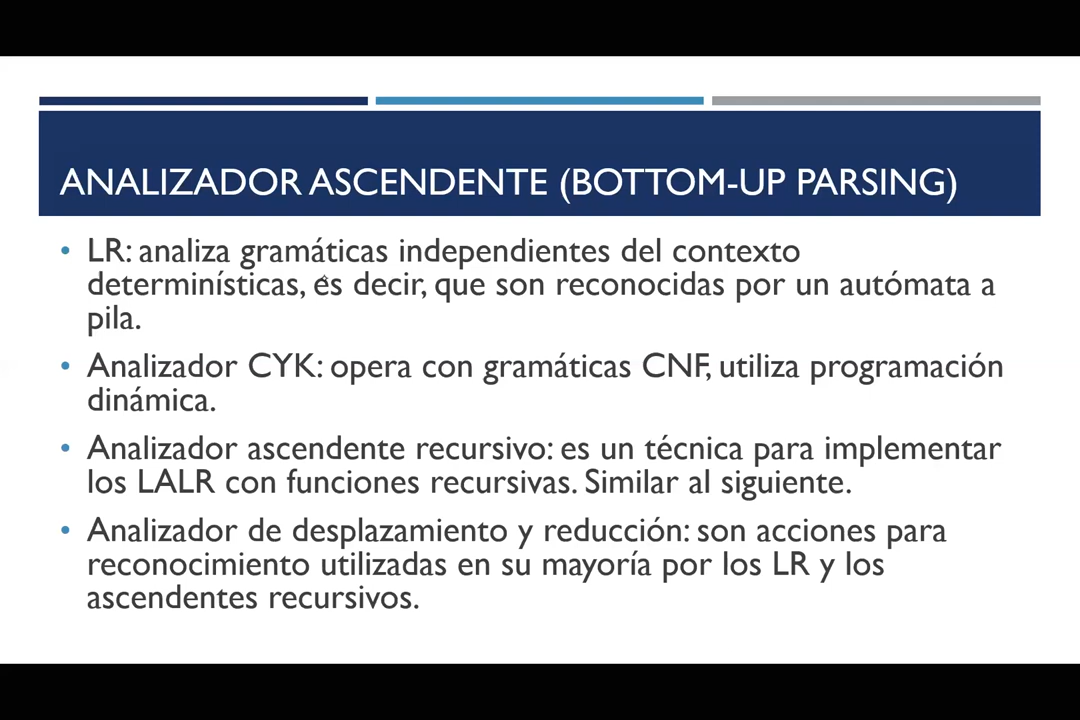 ANALIZADOR ASCENDENTE (BOTTOM-UP PARSING)
• LR: analiza gramáticas independientes del contexto
determinísticas, es decir, que son reconocidas por un autómata a
pila.
• Analizador CYK: opera con gramáticas CNF, utiliza programación
dinámica.
• Analizador ascendente recursivo: es un técnica para implementar
los LALR con funciones recursivas. Similar al siguiente.
• Analizador de desplazamiento y reducción: son acciones para
reconocimiento utilizadas en su mayoría por los LR y los
ascendentes recursivos.